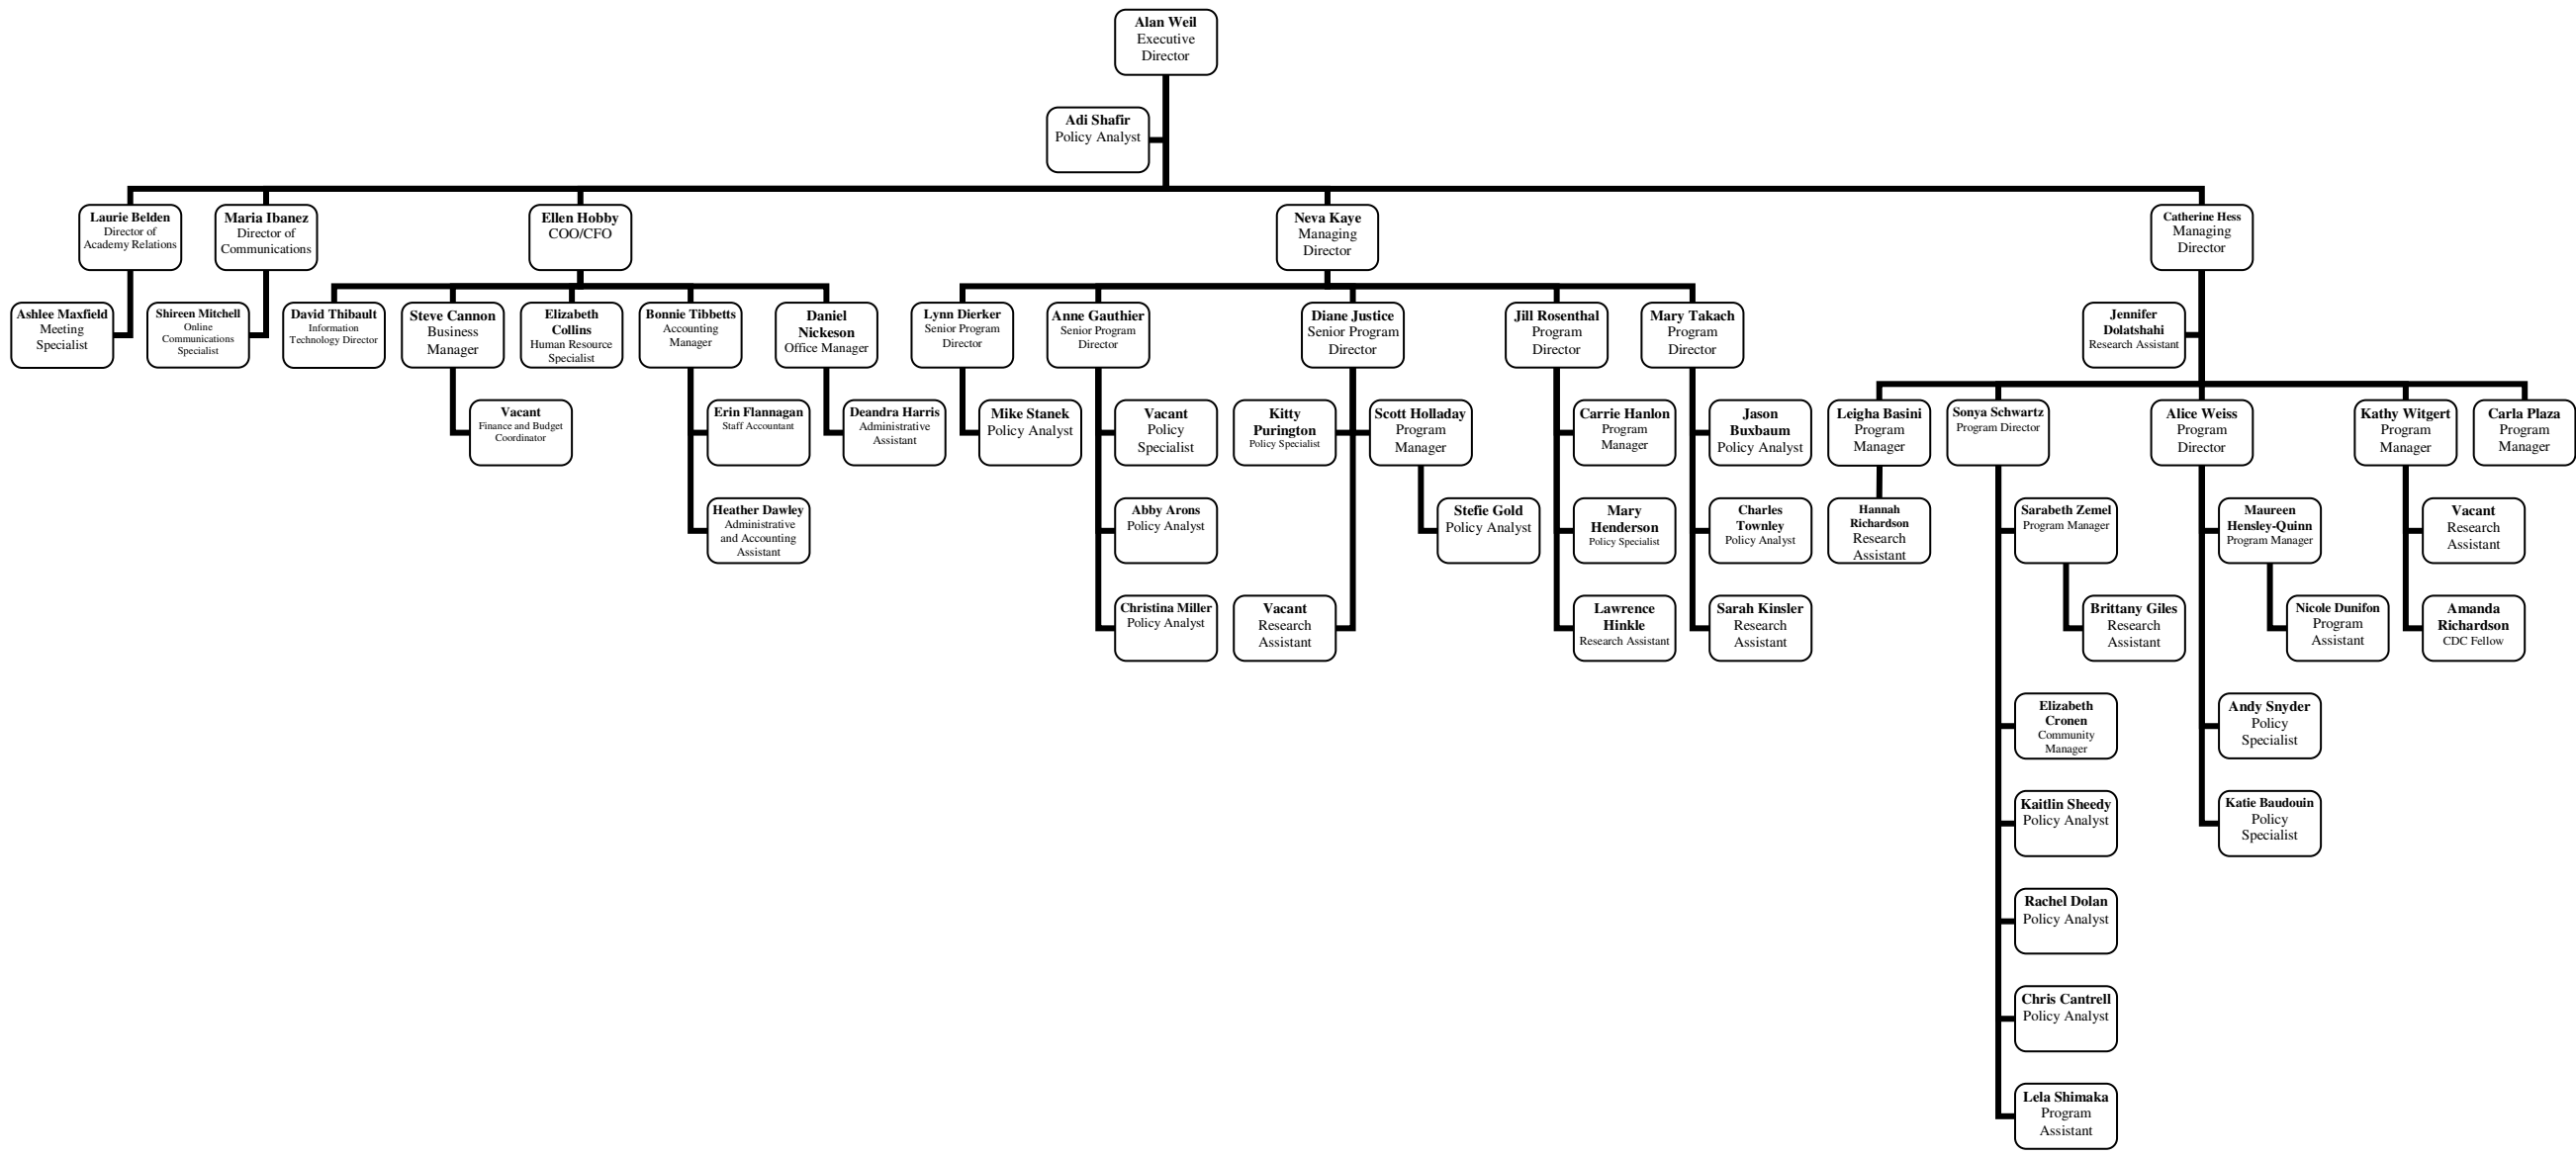 Alan Weil
Executive
Director
Adi Shafir
Policy Analyst
Laurie Belden
Director of
Academy Relations
Maria Ibanez
Director of
Communications
Ellen Hobby
COO/CFO
Neva Kaye
Managing
Director
Catherine Hess
Managing
Director
Ashlee Maxfield
Meeting
Specialist
Shireen Mitchell
Online
Communications
Specialist
David Thibault
Information
Technology Director
Steve Cannon
Business
Manager
Elizabeth
Collins
Human Resource
Specialist
Bonnie Tibbetts
Accounting
Manager
Daniel
Nickeson
Office Manager
Lynn Dierker
Senior Program
Director
Anne Gauthier
Senior Program
Director
Diane Justice
Senior Program
Director
Jill Rosenthal
Program
Director
Mary Takach
Program
Director
Jennifer
Dolatshahi
Research Assistant
Vacant
Finance and Budget
Coordinator
Erin Flannagan
Staff Accountant
Deandra Harris
Administrative
Assistant
Mike Stanek
Policy Analyst
Vacant
Policy
Specialist
Kitty
Purington
Policy Specialist
Scott Holladay
Program
Manager
Carrie Hanlon
Program
Manager
Jason
Buxbaum
Policy Analyst
Leigha Basini
Program
Manager
Sonya Schwartz
Program Director
Alice Weiss
Program
Director
Kathy Witgert
Program
Manager
Carla Plaza
Program
Manager
Heather Dawley
Administrative
and Accounting
Assistant
Abby Arons
Policy Analyst
Stefie Gold
Policy Analyst
Mary
Henderson
Policy Specialist
Charles
Townley
Policy Analyst
Hannah
Richardson
Research
Assistant
Sarabeth Zemel
Program Manager
Maureen
Hensley-Quinn
Program Manager
Vacant
Research
Assistant
Christina Miller
Policy Analyst
Vacant
Research
Assistant
Lawrence
Hinkle
Research Assistant
Sarah Kinsler
Research
Assistant
Brittany Giles
Research
Assistant
Nicole Dunifon
Program
Assistant
Amanda
Richardson
CDC Fellow
Elizabeth
Cronen
Community
Manager
Andy Snyder
Policy
Specialist
Kaitlin Sheedy
Policy Analyst
Katie Baudouin
Policy
Specialist
Rachel Dolan
Policy Analyst
Chris Cantrell
Policy Analyst
Lela Shimaka
Program
Assistant